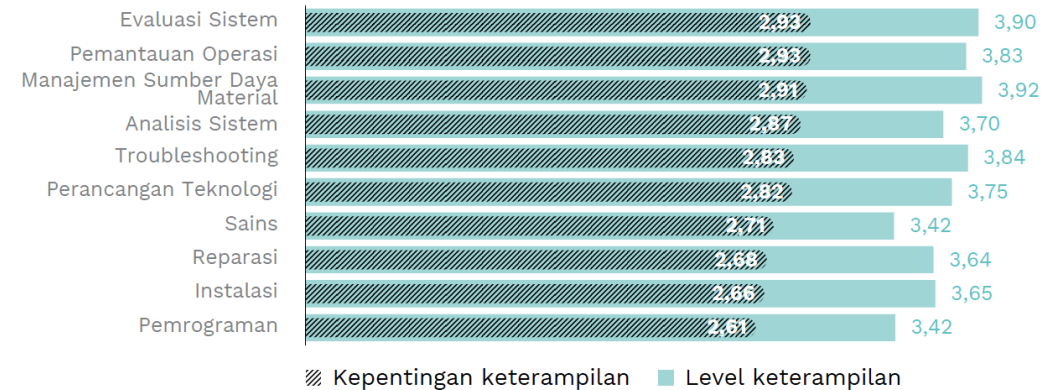 Evaluasi Sistem 2,93 3,90
Pemantauan Operasi 2,93 3,83
Manajemen Sumber Daya
Material 2,91 3,92
Analisis Sistem 2,87 3,70
Troubleshooting 2,83 3,84
Perancangan Teknologi 2,82 3,75
Sains 2,71 3,42
Reparasi 2,68 3,64
Instalasi 2,66 3,65
Pemrograman 2,61 3,42
Kepentingan keterampilan Level keterampilan